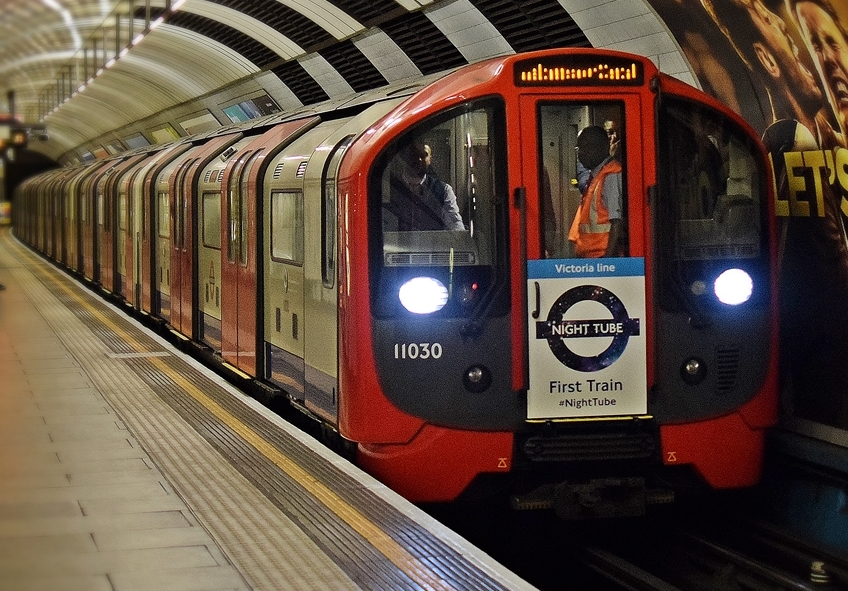 Victoria line
NIGHT TUBE
First Train
#NightTube
11030
LET'S